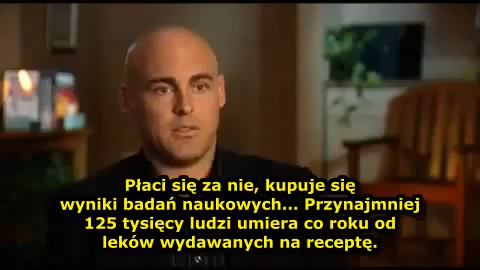 Płaci się za nie, kupuje się
wyniki badań naukowych... Przynajmniej
125 tysięcy ludzi umiera co roku od
leków wydawanych na receptę.